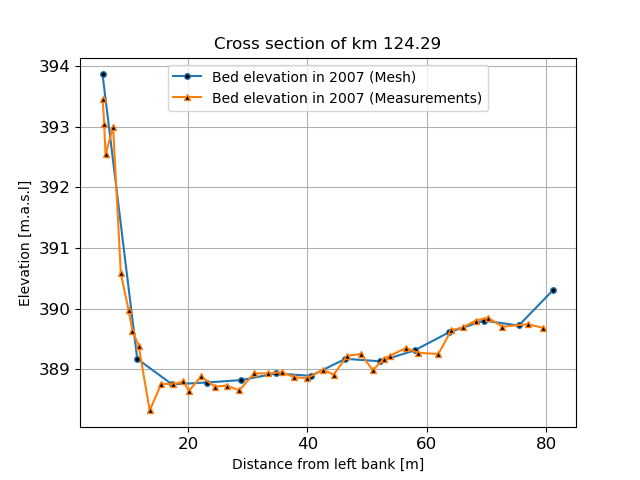 Cross section of km 124.29
Bed elevation in 2007 (Mesh)
Bed elevation in 2007 (Measurements)
Elevation [m.a.s.l]
394
393
392
391
390
389
20 40 60 80
Distance from left bank [m]